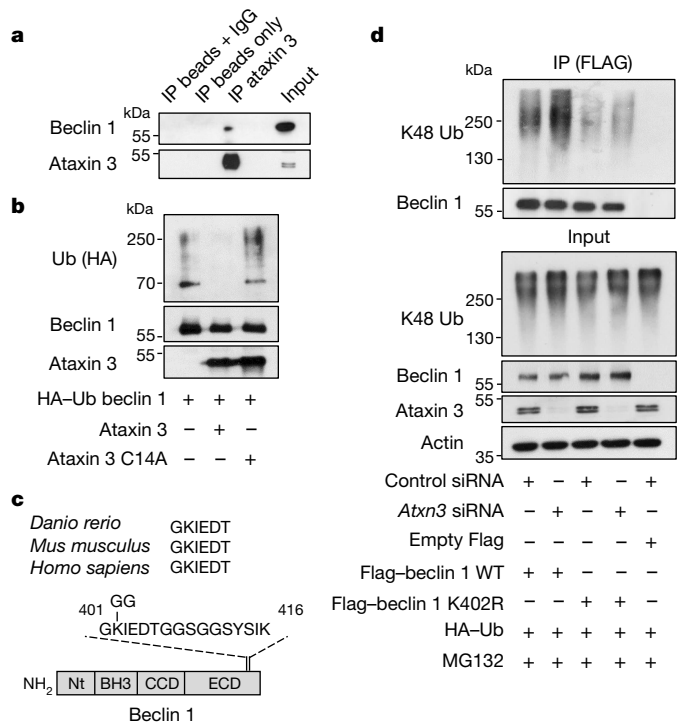 a
IP beads + IgG
IP beads only
IP ataxin 3
Input
kDa
Beclin 1
55
Ataxin 3
55
b
kDa
Ub (HA)
250
70
Beclin 1
55
Ataxin 3
55
HA–Ub beclin 1 + + +
Ataxin 3 – + –
Ataxin 3 C14A – – +
c
Danio rerio GKIEDT
Mus musculus GKIEDT
Homo sapiens GKIEDT
GG
401 416
GKIEDTGGSGGSYSIK
NH2 Nt BH3 CCD ECD
Beclin 1
d
IP (FLAG)
kDa
K48 Ub
250
130
Beclin 1
55
Input
K48 Ub
250
130
Beclin 1
55
Ataxin 3
55
Actin
35
Control siRNA + – + – +
Atxn3 siRNA – + – + –
Empty Flag – – – – +
Flag–beclin 1 WT + + – – –
Flag–beclin 1 K402R – – + + –
HA–Ub + + + + +
MG132 + + + + +